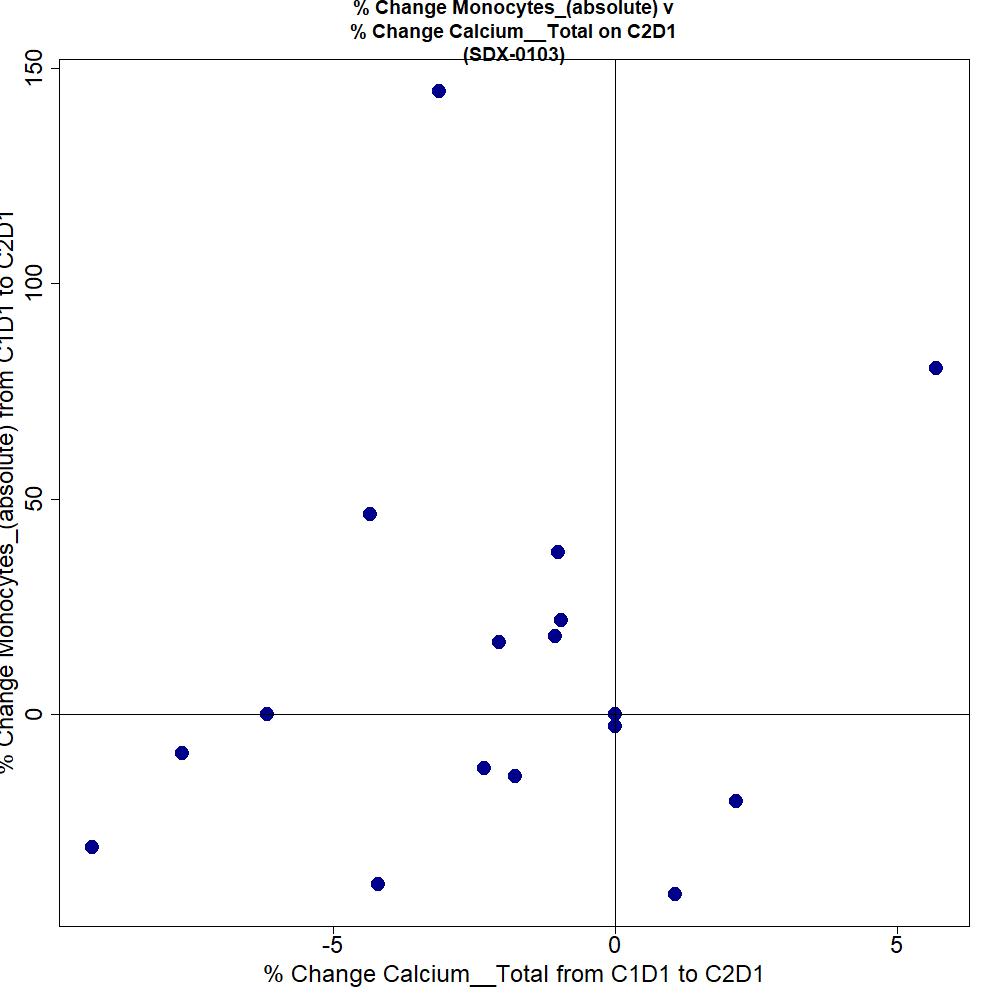 % Change Monocytes_(absolute) v
% Change Calcium__Total on C2D1
(SDX-0103)
% Change Monocytes_(absolute) from C1D1 to C2D1
150
100
50
0
-5
0
5
% Change Calcium__Total from C1D1 to C2D1